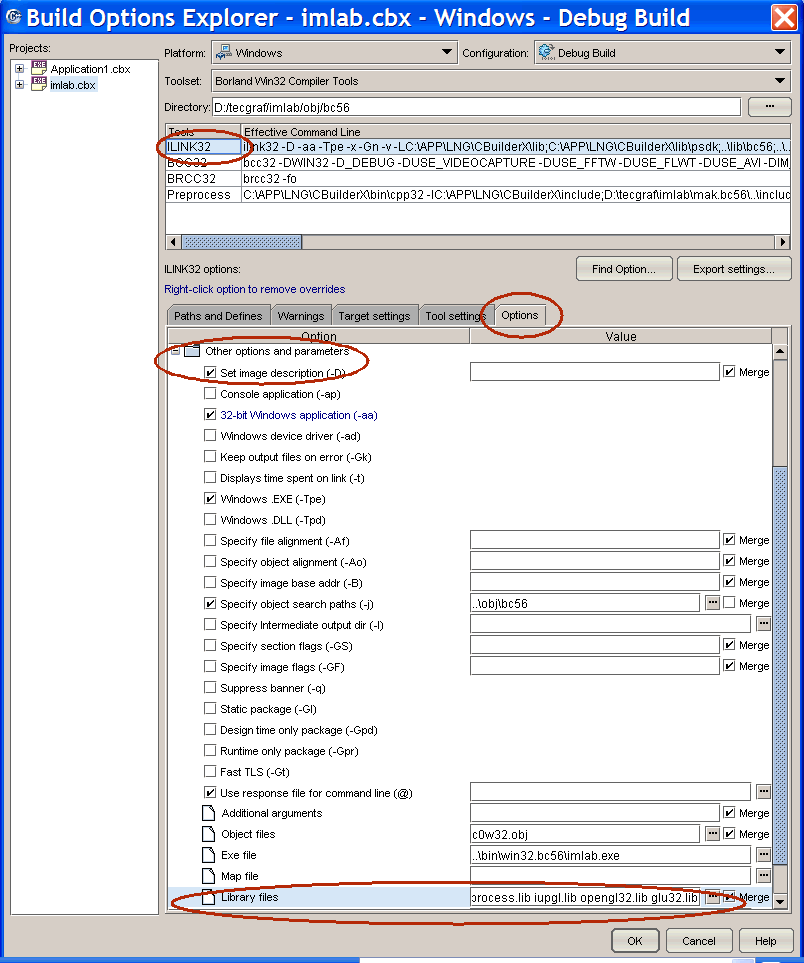 Build Options Explorer - imlab.cbx - Windows - Debug Build
Projects:
Application1.cbx
imlab.cbx
Platform: Windows Configuration: Debug Build
Toolset: Borland Win32 Compiler Tools
Directory: D:/tecgraf/imlab/obj/bc56 ...
Tools Effective Command Line
ILINK32 ilink32 -D -aa -Tpe -x -Gn -v -LC:\APP\LNG\CBuilderX\lib;C:\APP\LNG\CBuilderX\lib\psdk;..\lib\bc56;..\
BCC32 bcc32 -DWIN32 -D_DEBUG -DUSE_VIDEOCAPTURE -DUSE_FFTW -DUSE_FLWT -DUSE_AVI -DIM_
BRCC32 brcc32 -fo
Preprocess C:\APP\LNG\CBuilderX\bin\cpp32 -IC:\APP\LNG\CBuilderX\include;D:\tecgraf\imlab\mak.bc56\..\includ
ILINK32 options: Find Option... Export settings...
Right-click option to remove overrides
Paths and Defines Warnings Target settings Tool settings Options
Option Value
Other options and parameters
Set image description (-D) Merge
Console application (-ap)
32-bit Windows application (-aa)
Windows device driver (-ad)
Keep output files on error (-Gk)
Displays time spent on link (-t)
Windows .EXE (-Tpe)
Windows .DLL (-Tpd)
Specify file alignment (-Af) Merge
Specify object alignment (-Ao) Merge
Specify image base addr (-B) Merge
Specify object search paths (-j) ..\obj\bc56 ... Merge
Specify Intermediate output dir (-I) ...
Specify section flags (-GS) Merge
Specify image flags (-GF) Merge
Suppress banner (-q)
Static package (-Gl)
Design time only package (-Gpd)
Runtime only package (-Gpr)
Fast TLS (-Gt)
Use response file for command line (@) ...
Additional arguments Merge
Object files c0w32.obj ... Merge
Exe file ..\bin\win32.bc56\imlab.exe ...
Map file ...
Library files process.lib iupgl.lib opengl32.lib glu32.lib ... Merge
OK Cancel Help